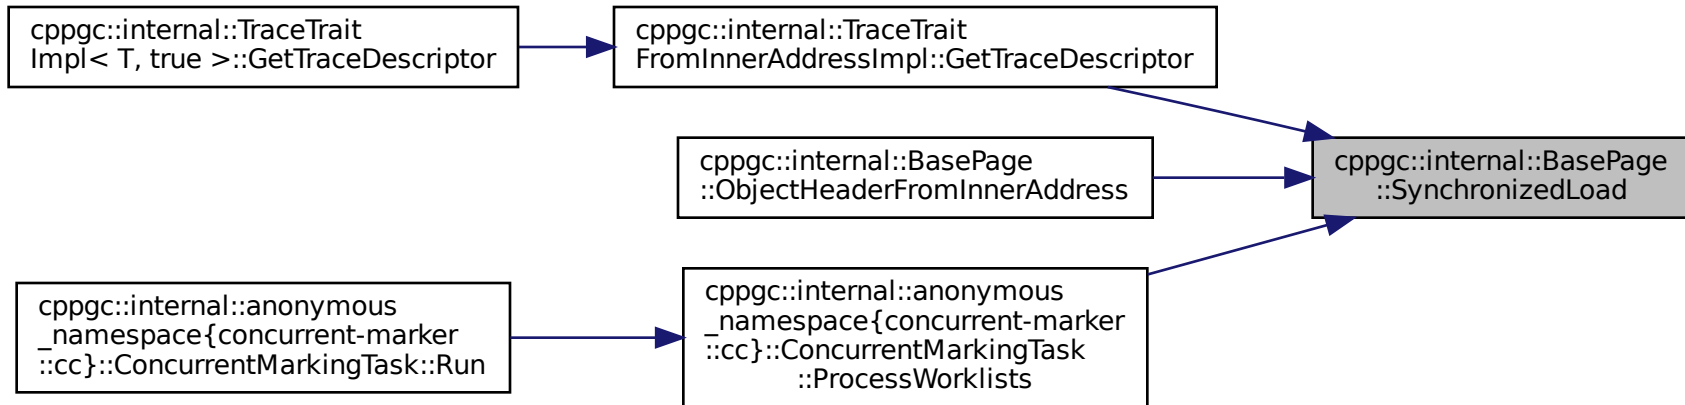 cppgc::internal::TraceTrait
Impl< T, true >::GetTraceDescriptor
cppgc::internal::TraceTrait
FromInnerAddressImpl::GetTraceDescriptor
cppgc::internal::BasePage
::ObjectHeaderFromInnerAddress
cppgc::internal::BasePage
::SynchronizedLoad
cppgc::internal::anonymous
_namespace{concurrent-marker
::cc}::ConcurrentMarkingTask::Run
cppgc::internal::anonymous
_namespace{concurrent-marker
::cc}::ConcurrentMarkingTask
::ProcessWorklists